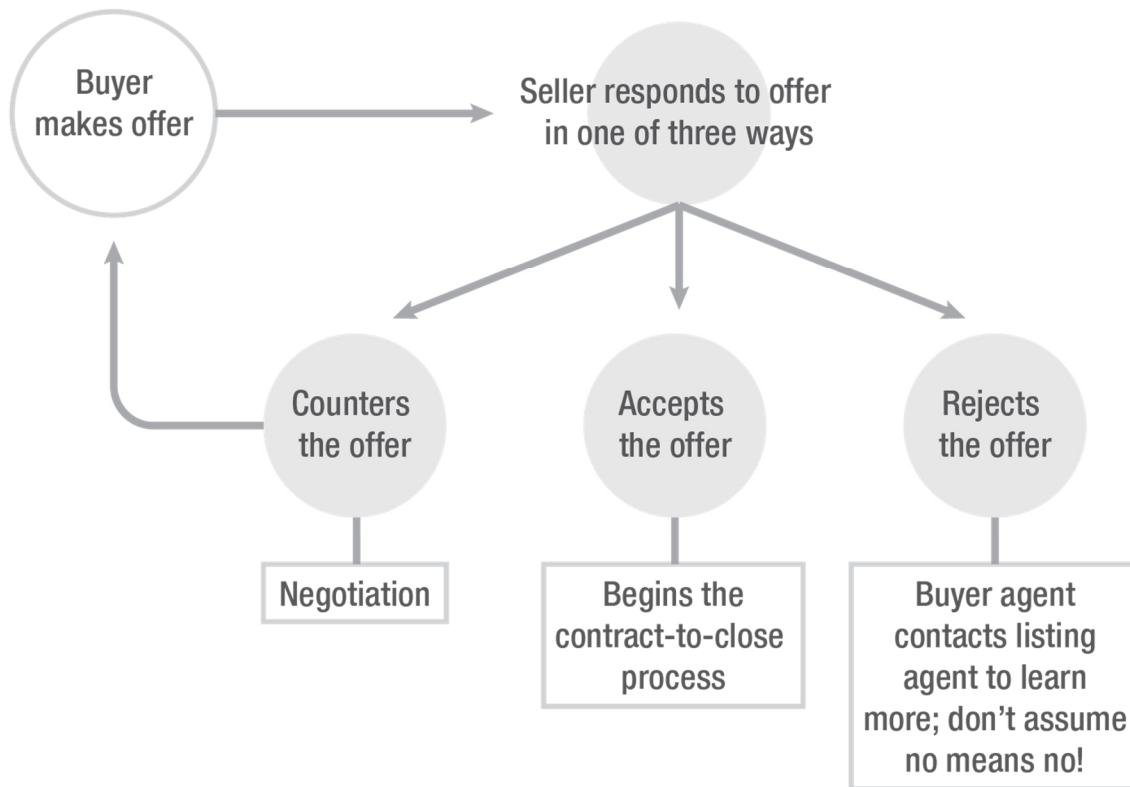 Buyer
makes offer
Seller responds to offer
in one of three ways
Counters
the offer
Accepts
the offer
Rejects
the offer
Negotiation
Begins the
contract-to-close
process
Buyer agent
contacts listing
agent to learn
more; don’t assume
no means no!